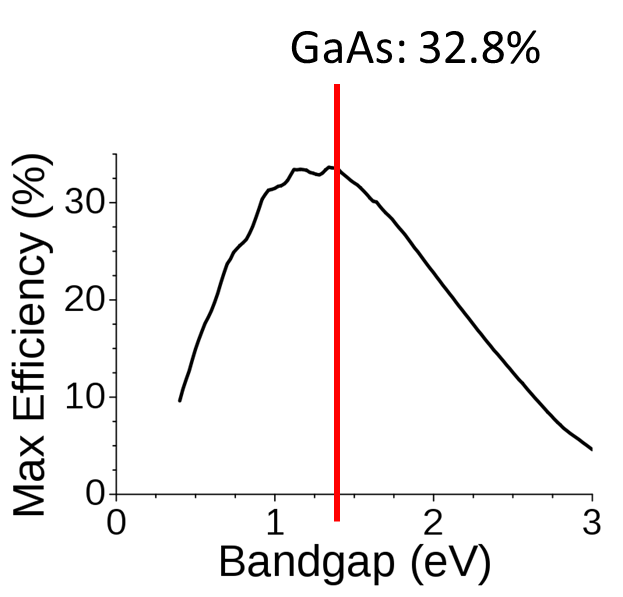 GaAs: 32.8%
Max Efficiency (%)
30
20
10
0
0 1 2 3
Bandgap (eV)